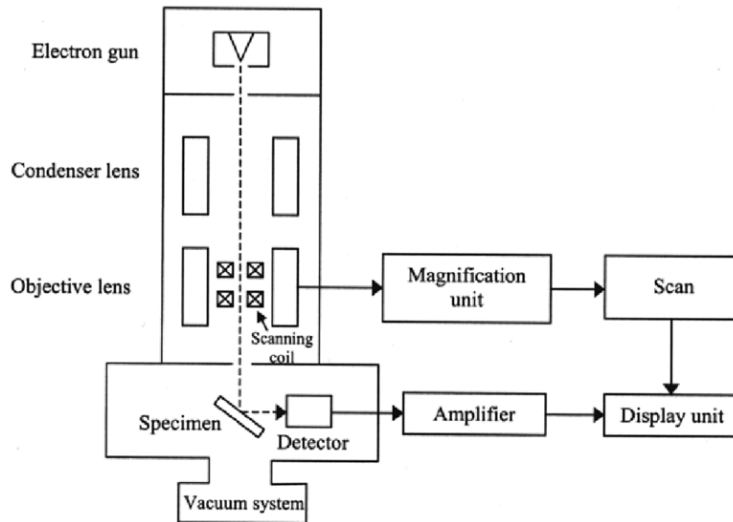 Electron gun
Condenser lens
Objective lens
Scanning
coil
Magnification
unit
Scan
Specimen
Detector
Amplifier
Display unit
Vacuum system